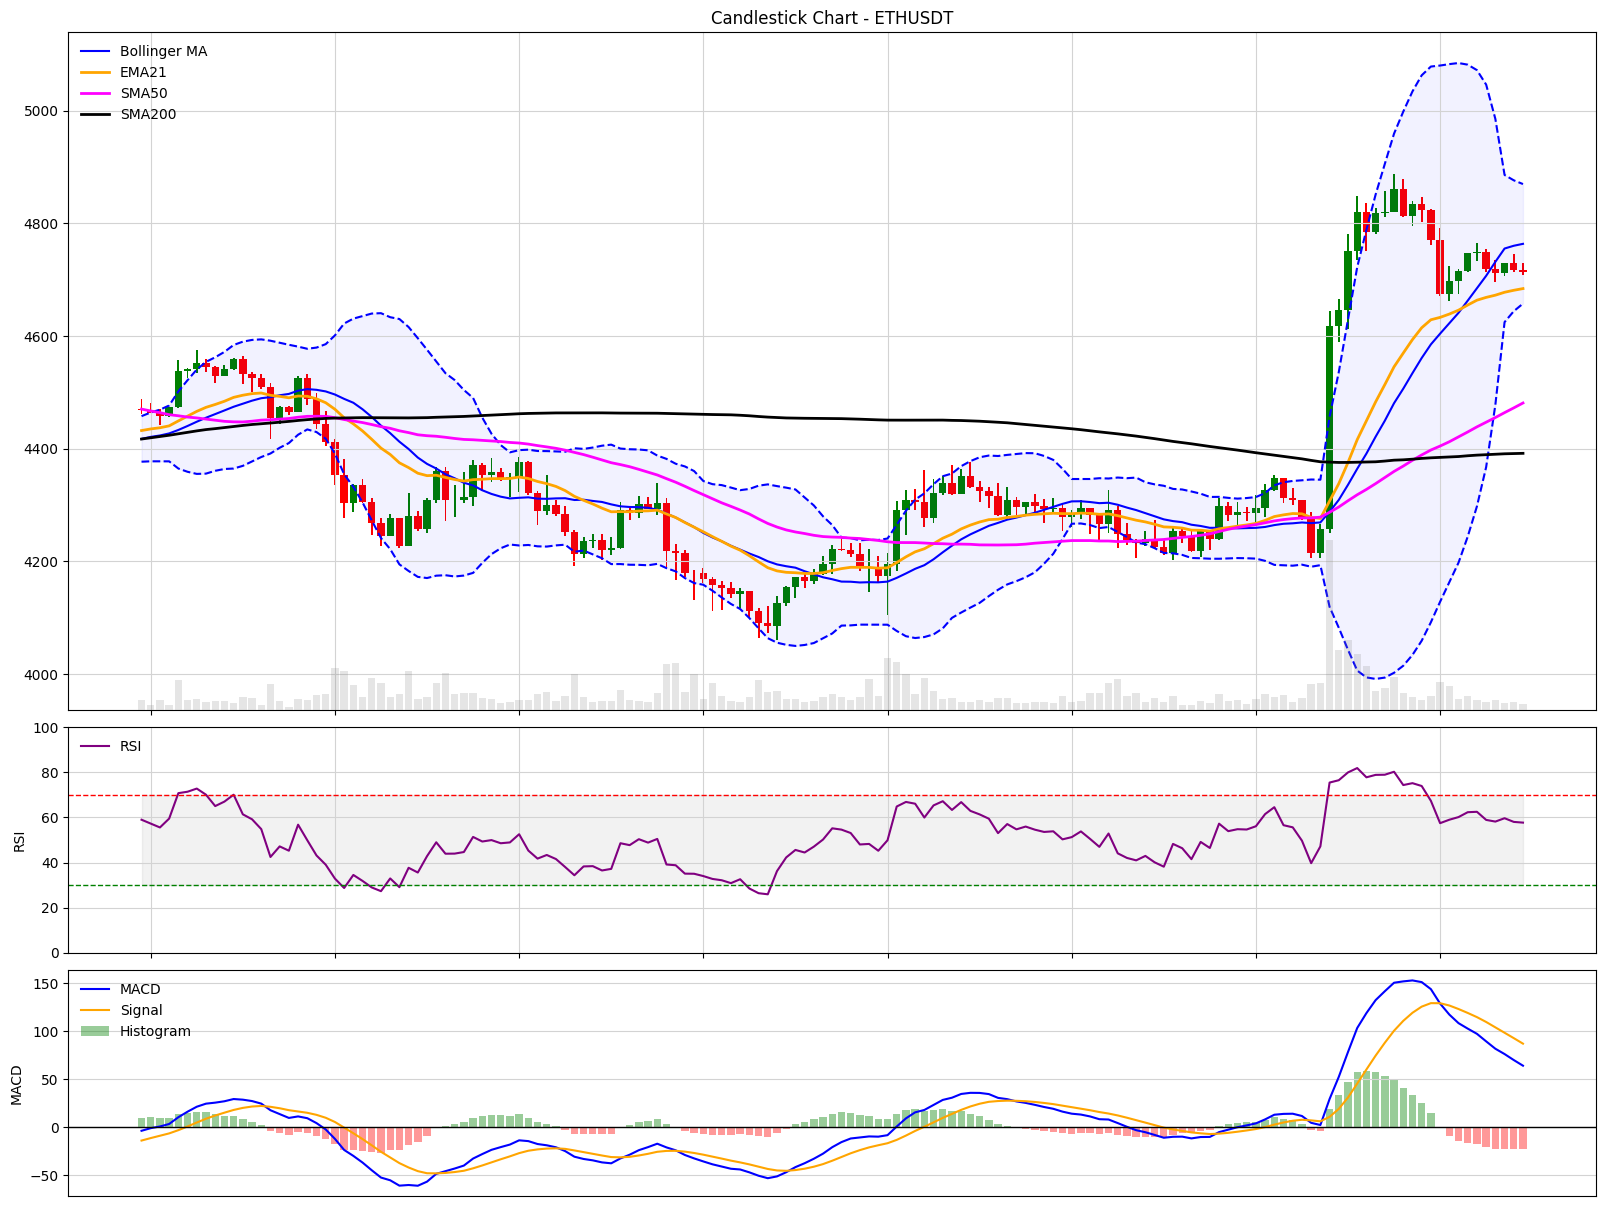 Candlestick Chart - ETHUSDT
Bollinger MA
EMA21
SMA50
SMA200
5000
4800
4600
4400
4200
4000
100
80
60
40
20
0
RSI
RSI
150
100
50
0
−50
MACD
MACD
Signal
Histogram